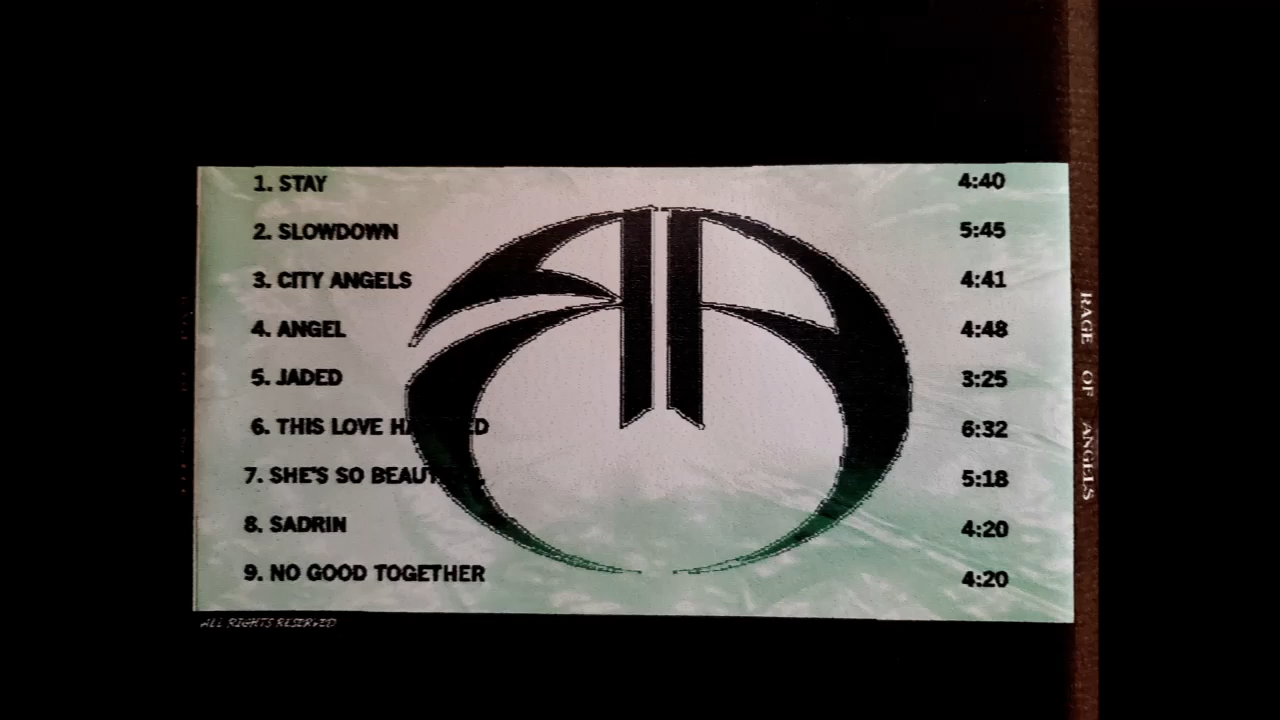 1. STAY 4:40
2. SLOWDOWN 5:45
3. CITY ANGELS 4:41
4. ANGEL 4:48
5. JADED 3:25
6. THIS LOVE 6:32
7. SHE'S SO 5:18
8. SADRIN 4:20
9. NO GOOD TOGETHER 4:20
ALL RIGHTS RESERVED
RAGE OF ANGELS